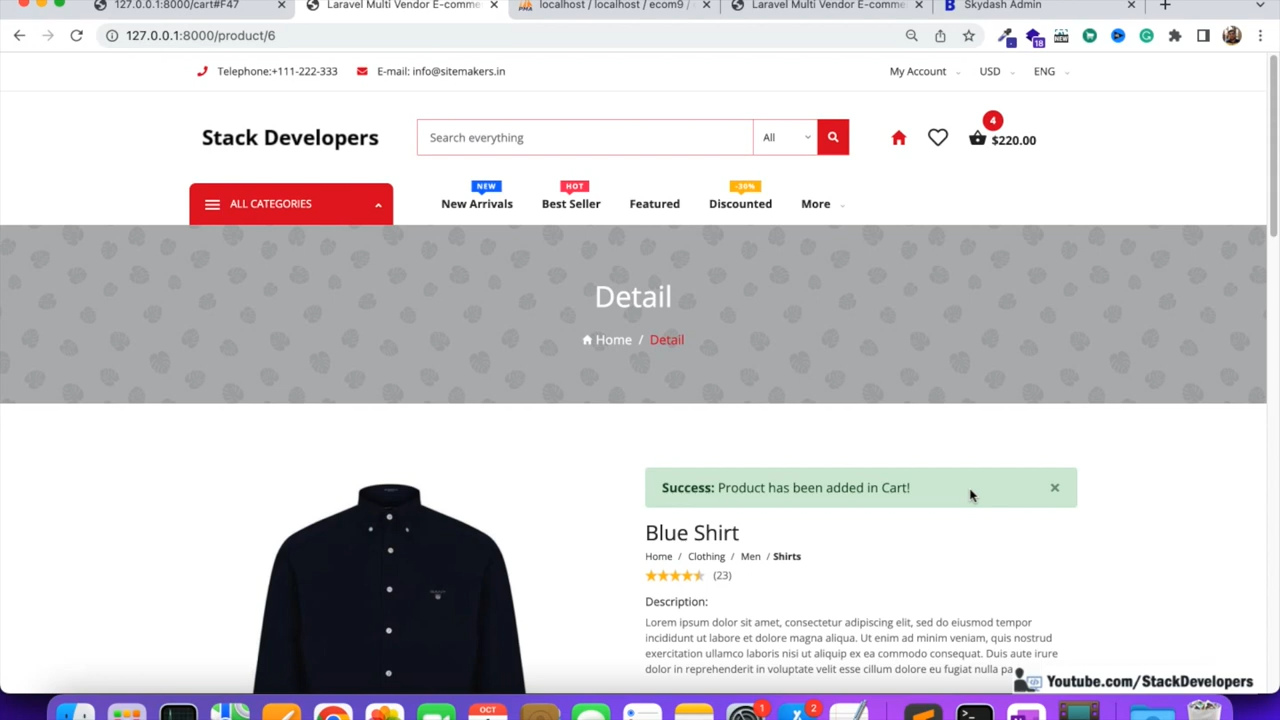 127.0.0.1:8000/cart#F47
Laravel Multi Vendor E-comme
localhost / localhost / ecom9 /
Laravel Multi Vendor E-comme
Skydash Admin
127.0.0.1:8000/product/6
18
NEW
Telephone:+111-222-333
E-mail: info@sitemakers.in
My Account
USD
ENG
Stack Developers
Search everything
All
4
$220.00
ALL CATEGORIES
NEW
New Arrivals
HOT
Best Seller
Featured
-30%
Discounted
More
Detail
Home / Detail
Success: Product has been added in Cart!
Blue Shirt
Home / Clothing / Men / Shirts
(23)
Description:
Lorem ipsum dolor sit amet, consectetur adipiscing elit, sed do eiusmod tempor
incididunt ut labore et dolore magna aliqua. Ut enim ad minim veniam, quis nostrud
exercitation ullamco laboris nisi ut aliquip ex ea commodo consequat. Duis aute irure
dolor in reprehenderit in voluptate velit esse cillum dolore eu fugiat nulla pa
Youtube.com/StackDevelopers
OCT
1
2